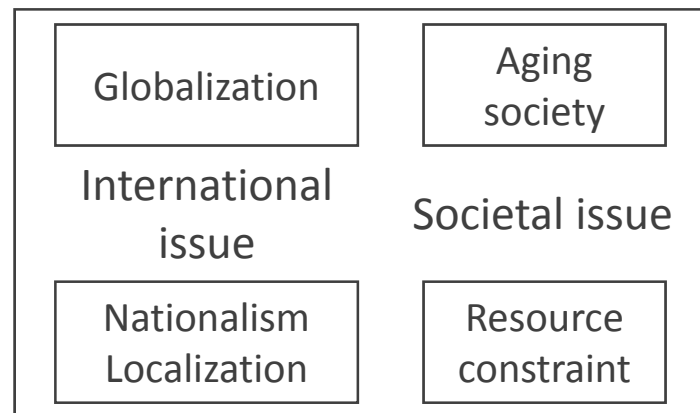 Globalization
Aging
society
International
issue
Societal issue
Nationalism
Localization
Resource
constraint